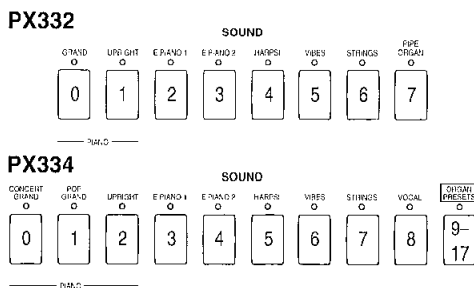 PX332
SOUND
GRAND UPRIGHT E.PIANO 1 E.PIANO 2 HARPSI VIBES STRINGS PIPE ORGAN
0 1 2 3 4 5 6 7
PIANO
PX334
SOUND
CONCERT GRAND POP GRAND UPRIGHT E.PIANO 1 E.PIANO 2 HARPSI VIBES STRINGS VOCAL ORGAN PRESETS
0 1 2 3 4 5 6 7 8 9–17
PIANO